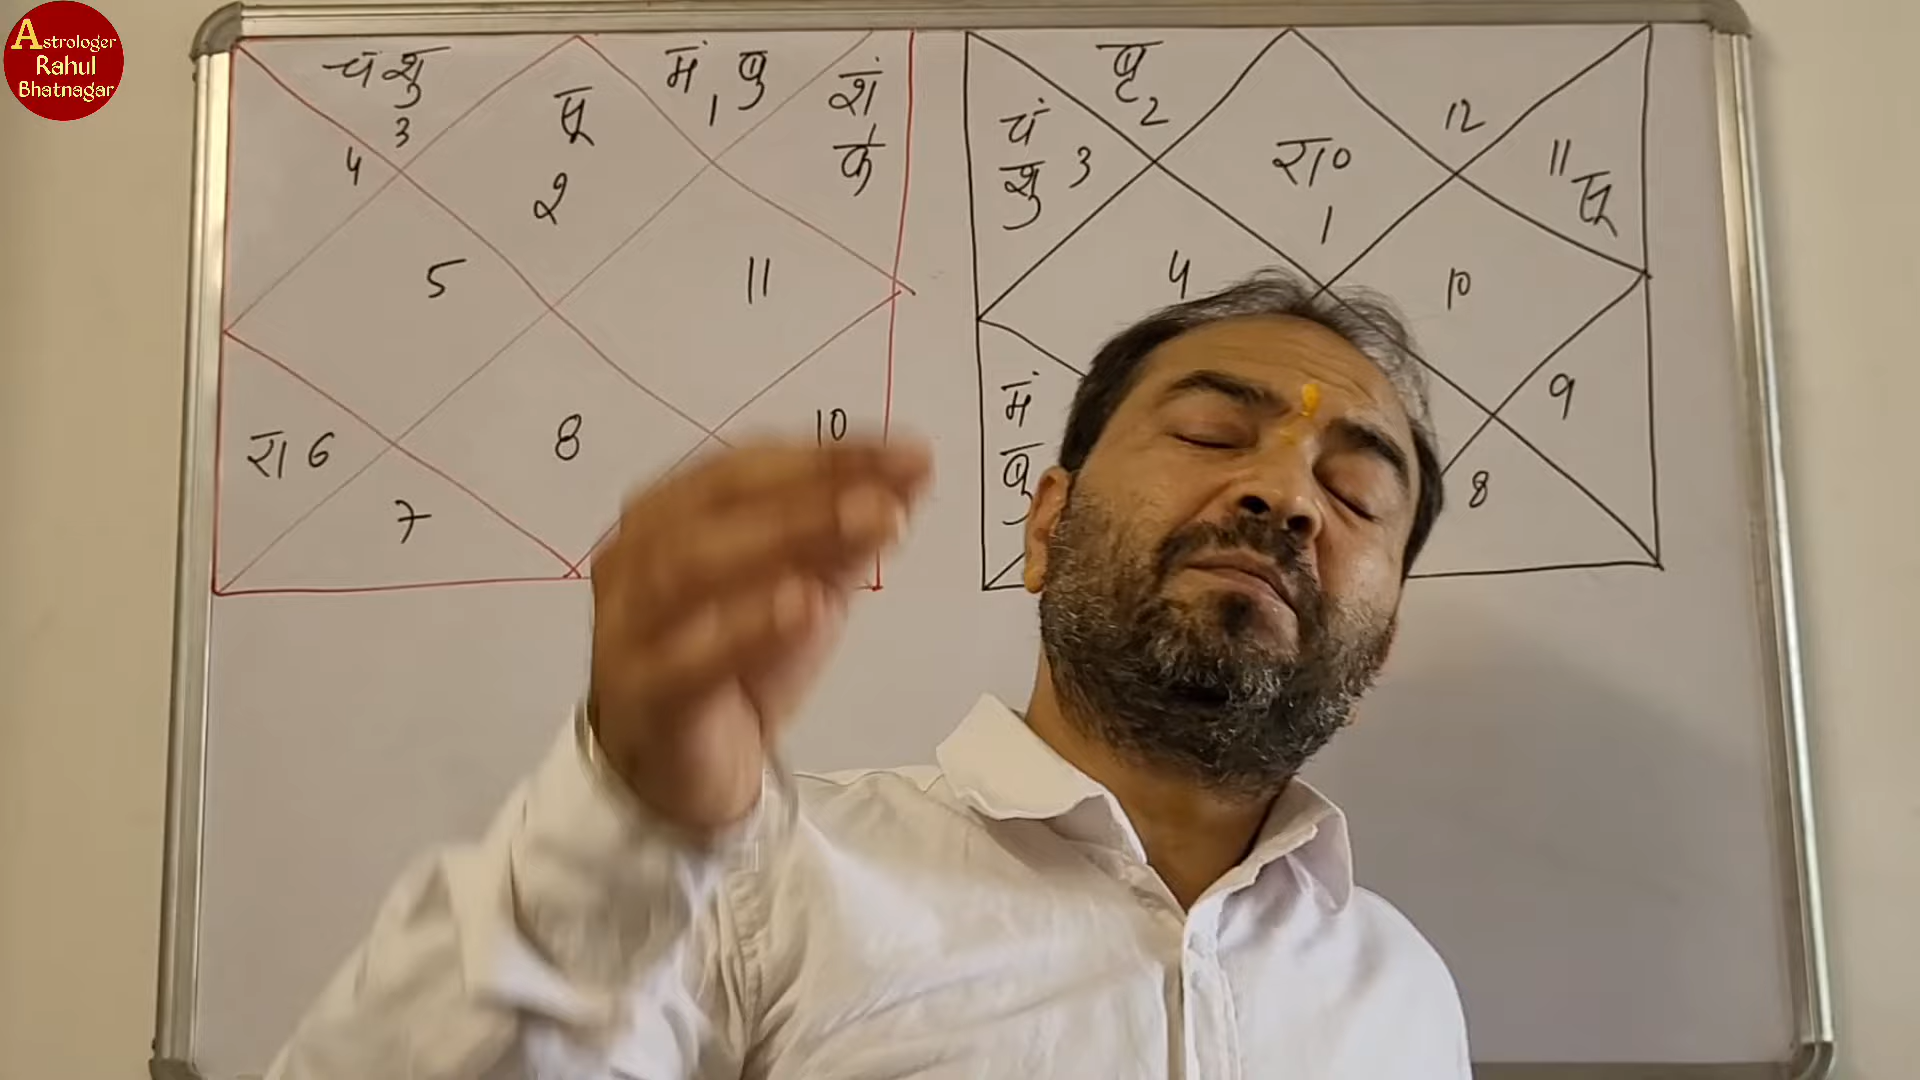 Astrologer
Rahul
Bhatnagar
चं शु
3
4
सू
2
मं 1 बु
शं
के
5
11
रा 6
8
10
7
बृ
2
चं
शु 3
रा०
1
12
11
सू
4
10
मं
बु
9
8